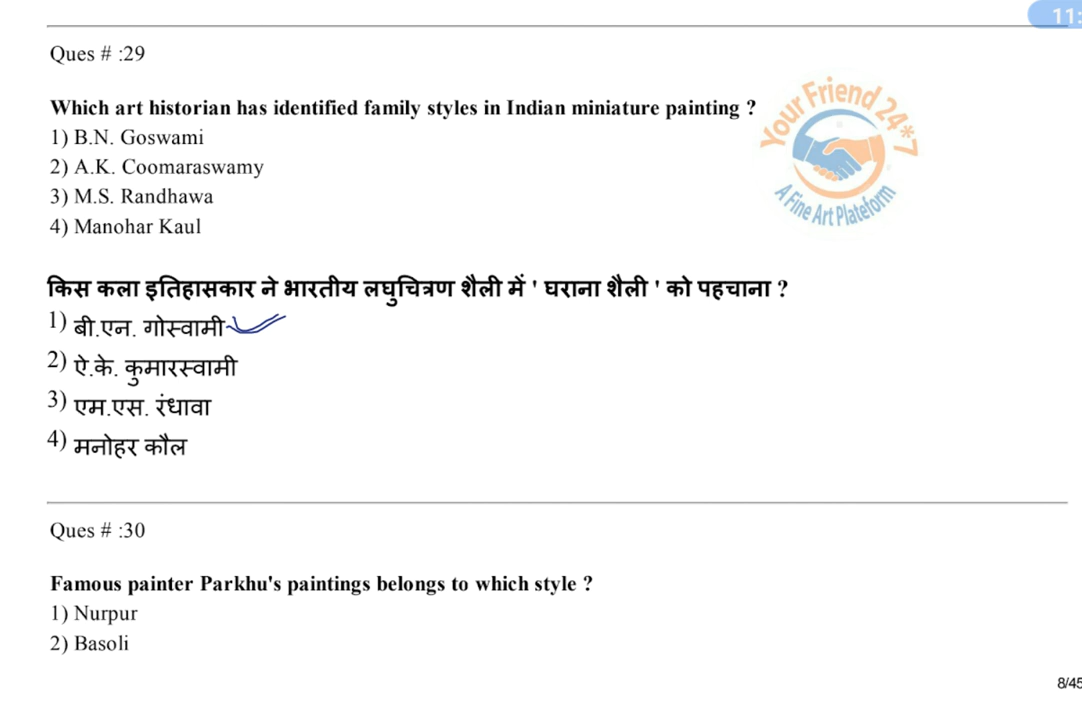 11:
Ques # :29
Which art historian has identified family styles in Indian miniature painting ?
1) B.N. Goswami
2) A.K. Coomaraswamy
3) M.S. Randhawa
4) Manohar Kaul
Your Friend 24*7
A Fine Art Plateform
किस कला इतिहासकार ने भारतीय लघुचित्रण शैली में ' घराना शैली ' को पहचाना ?
1) बी.एन. गोस्वामी
2) ऐ.के. कुमारस्वामी
3) एम.एस. रंधावा
4) मनोहर कौल
Ques # :30
Famous painter Parkhu's paintings belongs to which style ?
1) Nurpur
2) Basoli
8/45